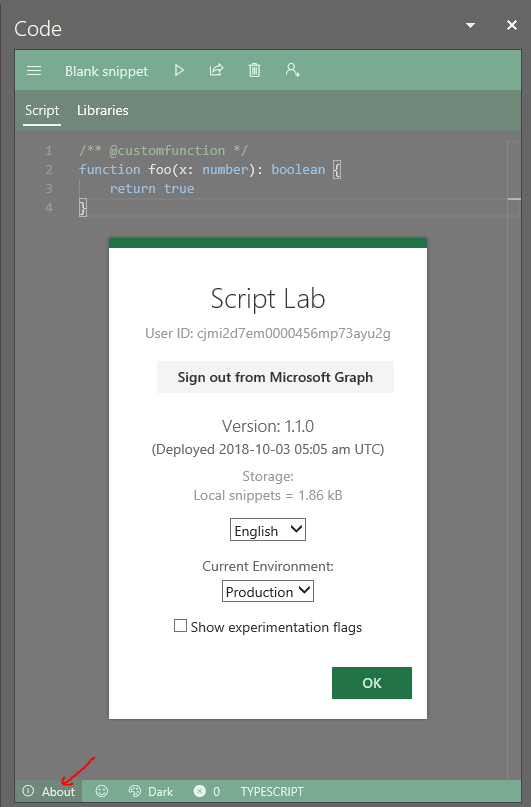 Code
Blank snippet
Script Libraries
1 /** @customfunction */
2 function foo(x: number): boolean {
3 return true
4 }
Script Lab
User ID: cjmi2d7em0000456mp73ayu2g
Sign out from Microsoft Graph
Version: 1.1.0
(Deployed 2018-10-03 05:05 am UTC)
Storage:
Local snippets = 1.86 kB
English
Current Environment:
Production
Show experimentation flags
OK
About Dark 0 TYPESCRIPT